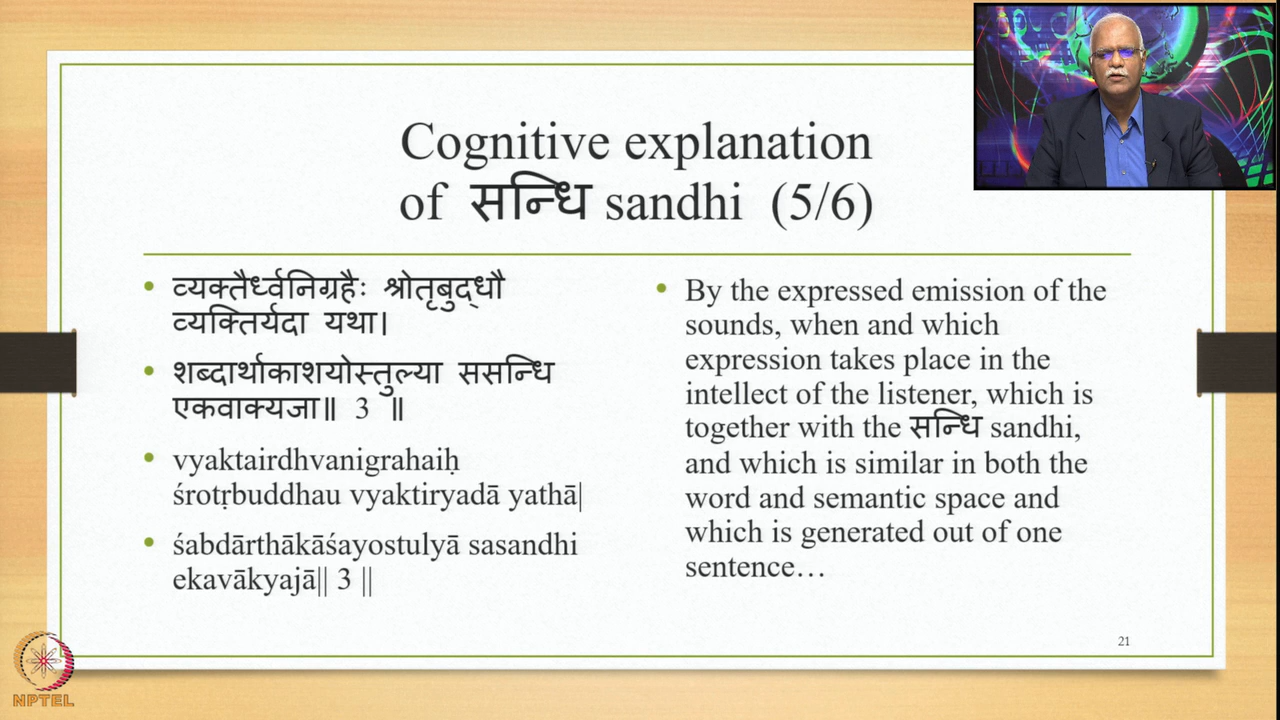 Cognitive explanation
of सन्धि sandhi (5/6)
• व्यक्तैर्ध्वनिग्रहैः श्रोतृबुद्धौ
व्यक्तिर्यदा यथा।
• शब्दार्थाकाशयोस्तुल्या ससन्धि
एकवाक्यजा॥ 3 ॥
• vyaktairdhvanigrahaiḥ
śrotṛbuddhau vyaktiryadā yathā|
• śabdārthākāśayostulyā sasandhi
ekavākyajā|| 3 ||
• By the expressed emission of the
sounds, when and which
expression takes place in the
intellect of the listener, which is
together with the सन्धि sandhi,
and which is similar in both the
word and semantic space and
which is generated out of one
sentence…
21
NPTEL